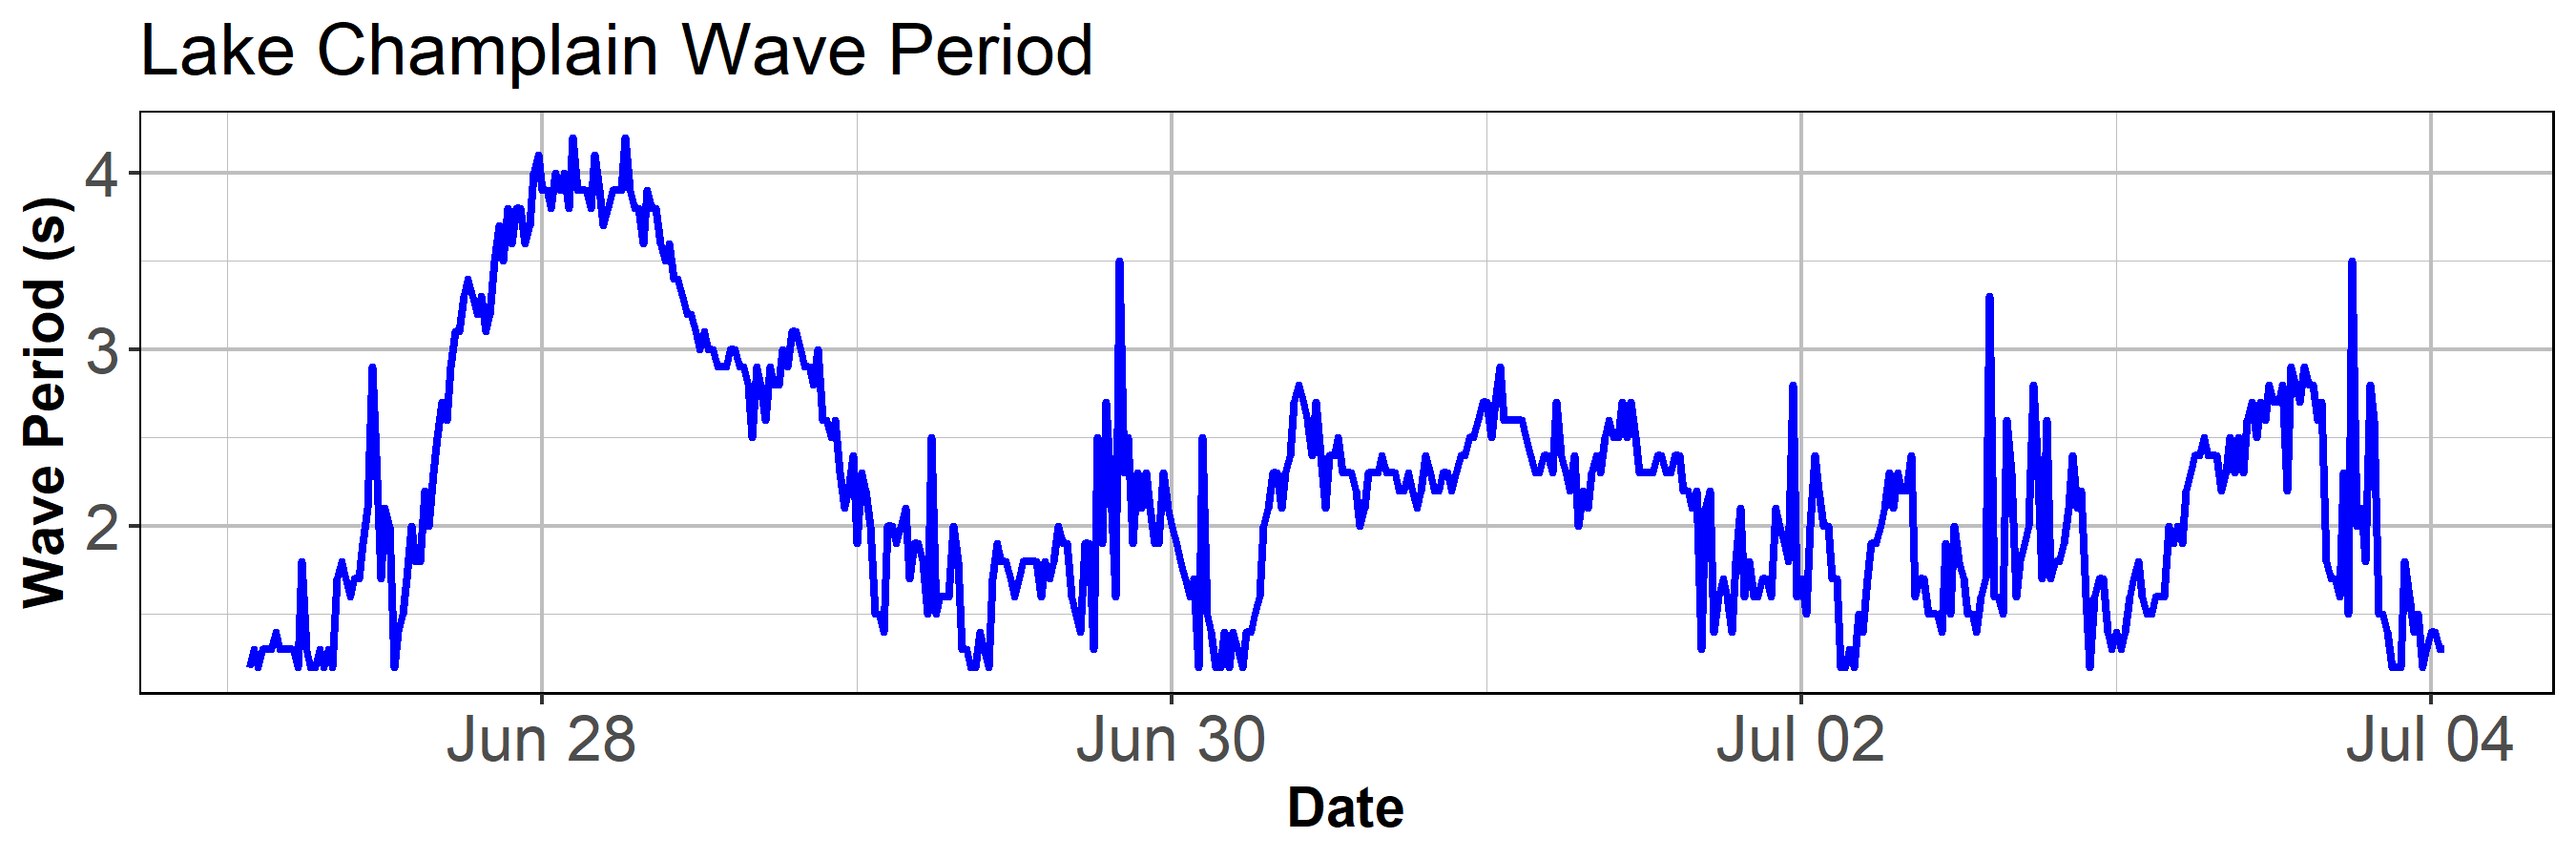 Lake Champlain Wave Period
Wave Period (s)
4
3
2
Jun 28
Jun 30
Jul 02
Jul 04
Date